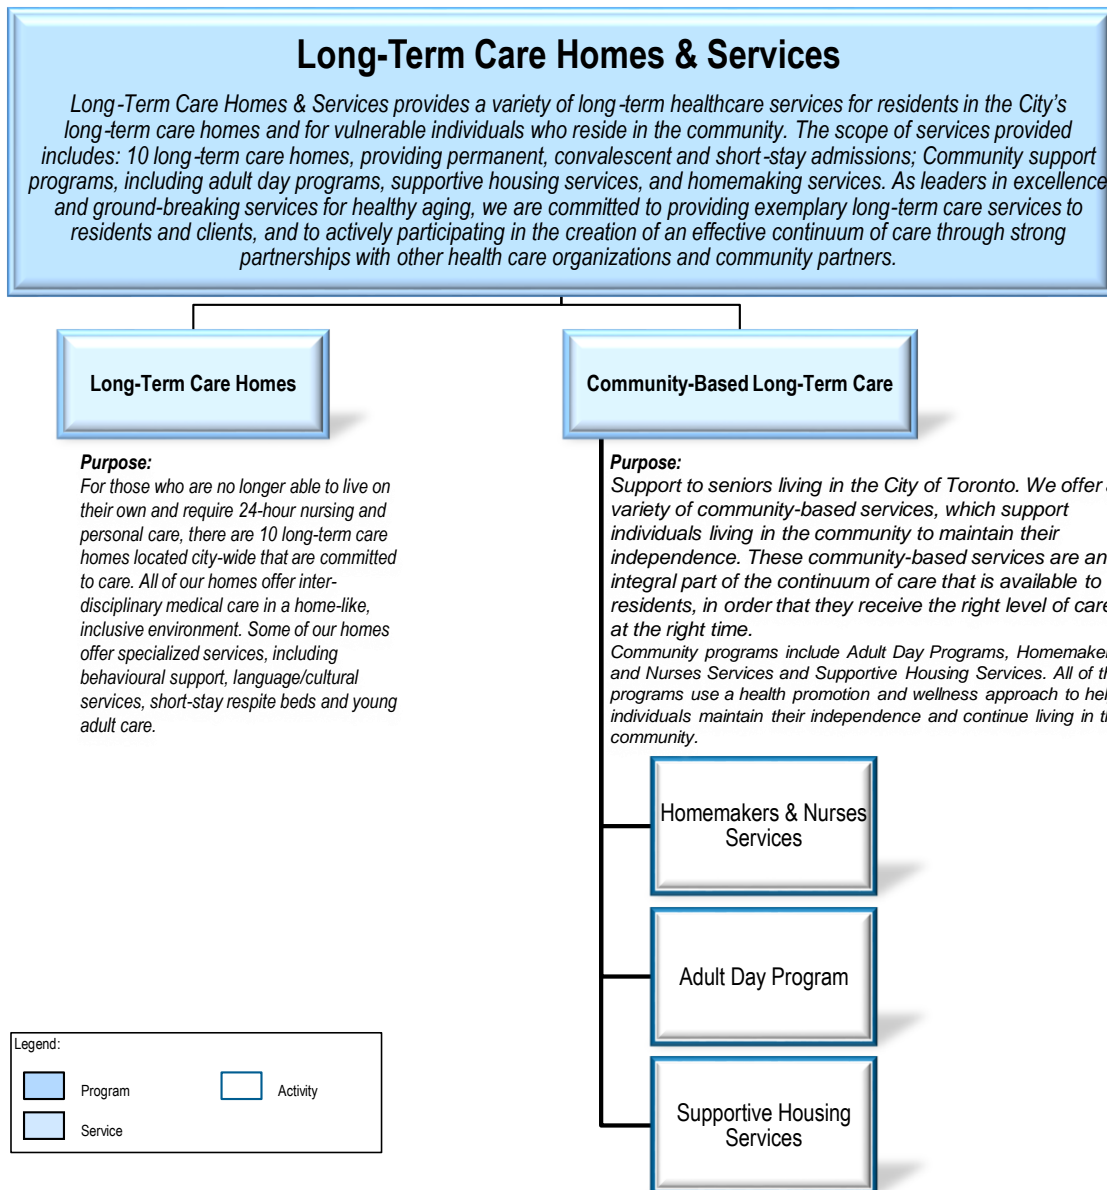 Long-Term Care Homes & Services
Long-Term Care Homes & Services provides a variety of long-term healthcare services for residents in the City's
long-term care homes and for vulnerable individuals who reside in the community. The scope of services provided
includes: 10 long-term care homes, providing permanent, convalescent and short-stay admissions; Community support
programs, including adult day programs, supportive housing services, and homemaking services. As leaders in excellence
and ground-breaking services for healthy aging, we are committed to providing exemplary long-term care services to
residents and clients, and to actively participating in the creation of an effective continuum of care through strong
partnerships with other health care organizations and community partners.
Long-Term Care Homes
Purpose:
For those who are no longer able to live on
their own and require 24-hour nursing and
personal care, there are 10 long-term care
homes located city-wide that are committed
to care. All of our homes offer inter-
disciplinary medical care in a home-like,
inclusive environment. Some of our homes
offer specialized services, including
behavioural support, language/cultural
services, short-stay respite beds and young
adult care.
Community-Based Long-Term Care
Purpose:
Support to seniors living in the City of Toronto. We offer
variety of community-based services, which support
individuals living in the community to maintain their
independence. These community-based services are an
integral part of the continuum of care that is available to
residents, in order that they receive the right level of care
at the right time.
Community programs include Adult Day Programs, Homemaker
and Nurses Services and Supportive Housing Services. All of
programs use a health promotion and wellness approach to
individuals maintain their independence and continue living in
community.
Homemakers & Nurses
Services
Adult Day Program
Supportive Housing
Services
Legend:
Program
Activity
Service